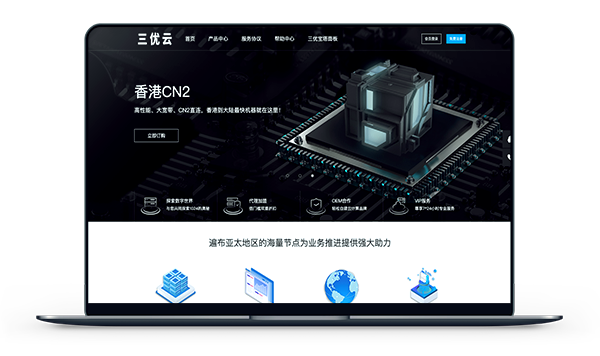 三优云 首页 产品中心 服务协议 帮助中心 三优宝塔面板 会员登录 免费注册
香港CN2
高性能、大宽带、CN2直连，香港到大陆最快机器就在这里！
立即订购
探索数字世界 代理加盟 OEM合作 VIP服务
遍布亚太地区的海量节点为业务推进提供强大助力